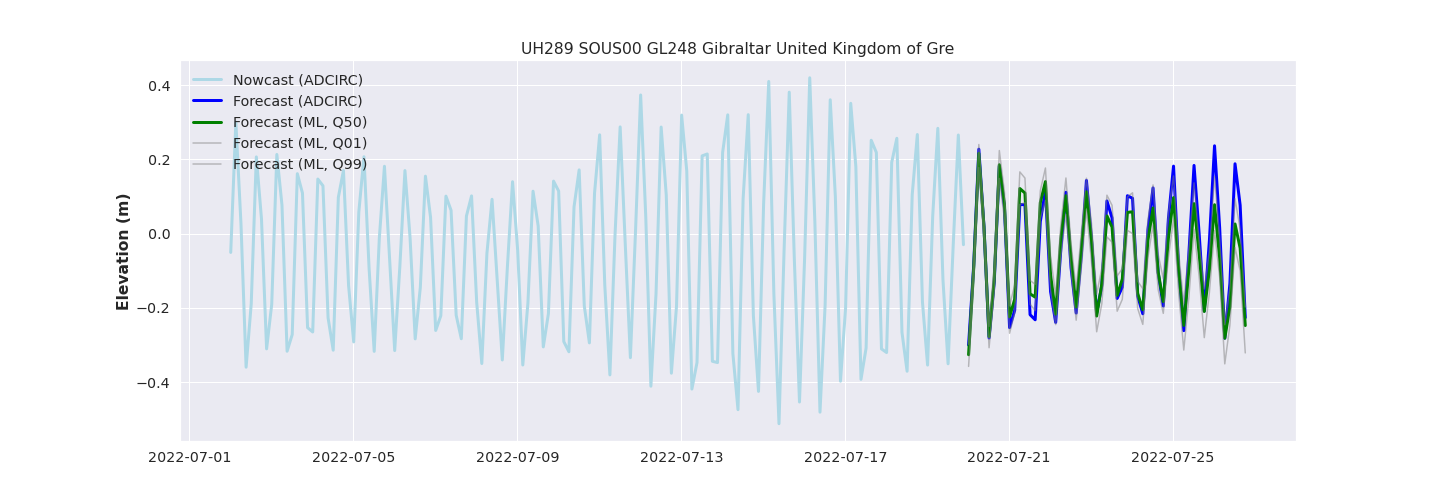 UH289 SOUS00 GL248 Gibraltar United Kingdom of Gre
Nowcast (ADCIRC)
Forecast (ADCIRC)
Forecast (ML, Q50)
Forecast (ML, Q01)
Forecast (ML, Q99)
Elevation (m)
0.4
0.2
0.0
−0.2
−0.4
2022-07-01
2022-07-05
2022-07-09
2022-07-13
2022-07-17
2022-07-21
2022-07-25